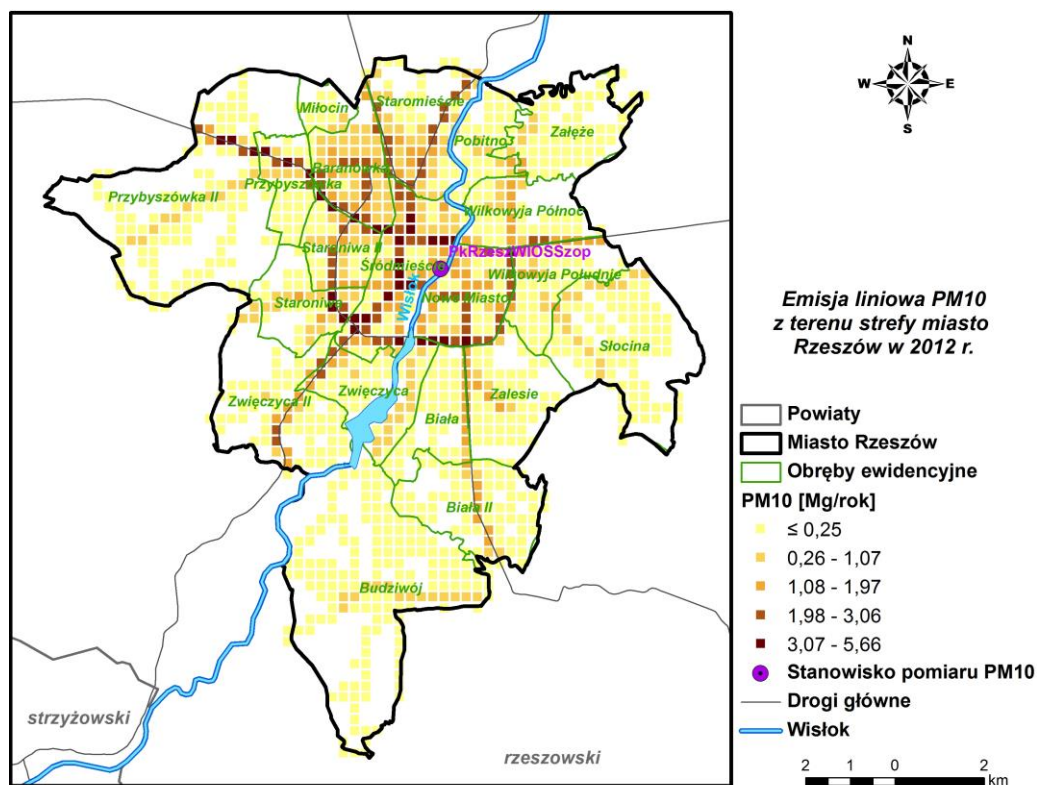 N
W E
S
Miłocin
Staromieście
Pobitno
Załęże
Baranówka
Przybyszówka
Przybyszówka II
Wilkowyja Północ
PkRzeszWIOSSzop
Staroniwa II
Śródmieście
Wilkowyja Południe
Nowe Miasto
Staroniwa
Wisłok
Słocina
Zwięczyca
Zwięczyca II
Zalesie
Biała
Biała II
Budziwój
strzyżowski
rzeszowski
Emisja liniowa PM10
z terenu strefy miasto
Rzeszów w 2012 r.
Powiaty
Miasto Rzeszów
Obręby ewidencyjne
PM10 [Mg/rok]
≤ 0,25
0,26 - 1,07
1,08 - 1,97
1,98 - 3,06
3,07 - 5,66
Stanowisko pomiaru PM10
Drogi główne
Wisłok
2 1 0 2
km